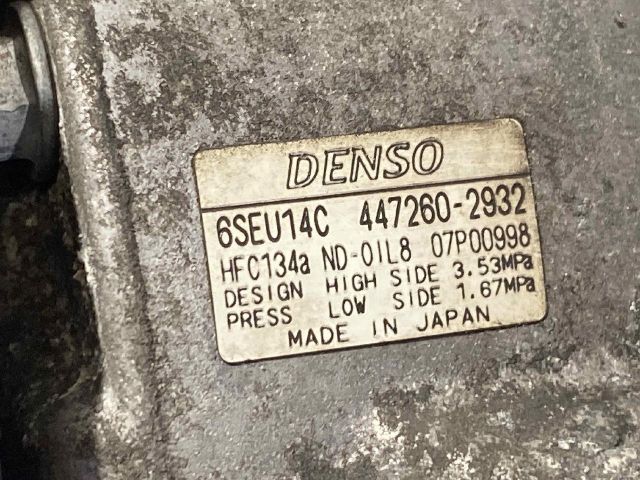 DENSO
6SEU14C 447260-2932
HFC134a ND-OIL8 07P00998
DESIGN HIGH SIDE 3.53MPa
PRESS LOW SIDE 1.67MPa
MADE IN JAPAN